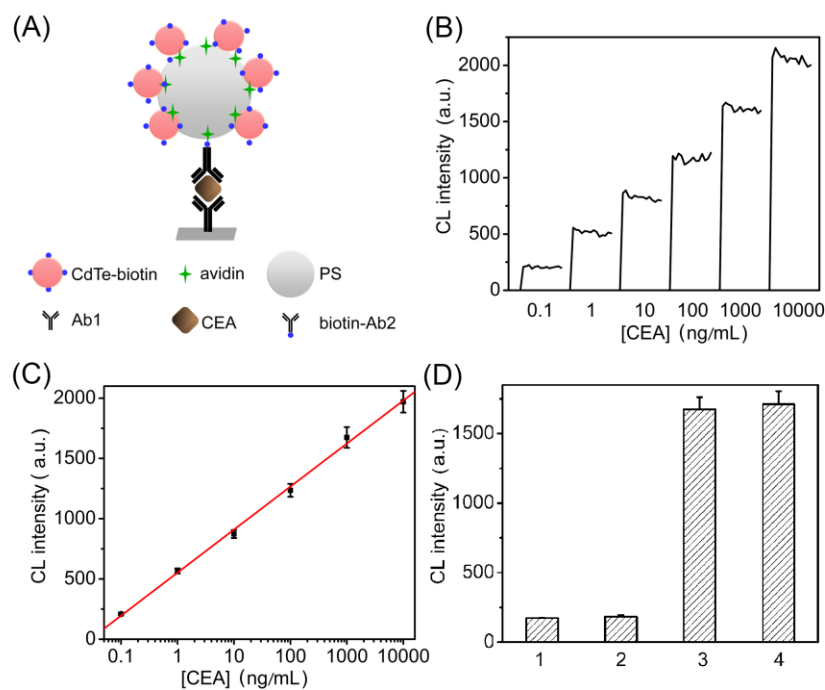 (A)
CdTe-biotin
avidin
PS
Ab1
CEA
biotin-Ab2
(B)
CL intensity (a.u.)
2000
1500
1000
500
0
0.1 1 10 100 1000 10000
[CEA] (ng/mL)
(C)
CL intensity (a.u.)
2000
1500
1000
500
0
0.1 1 10 100 1000 10000
[CEA] (ng/mL)
(D)
CL intensity (a.u.)
1500
1000
500
0
1 2 3 4